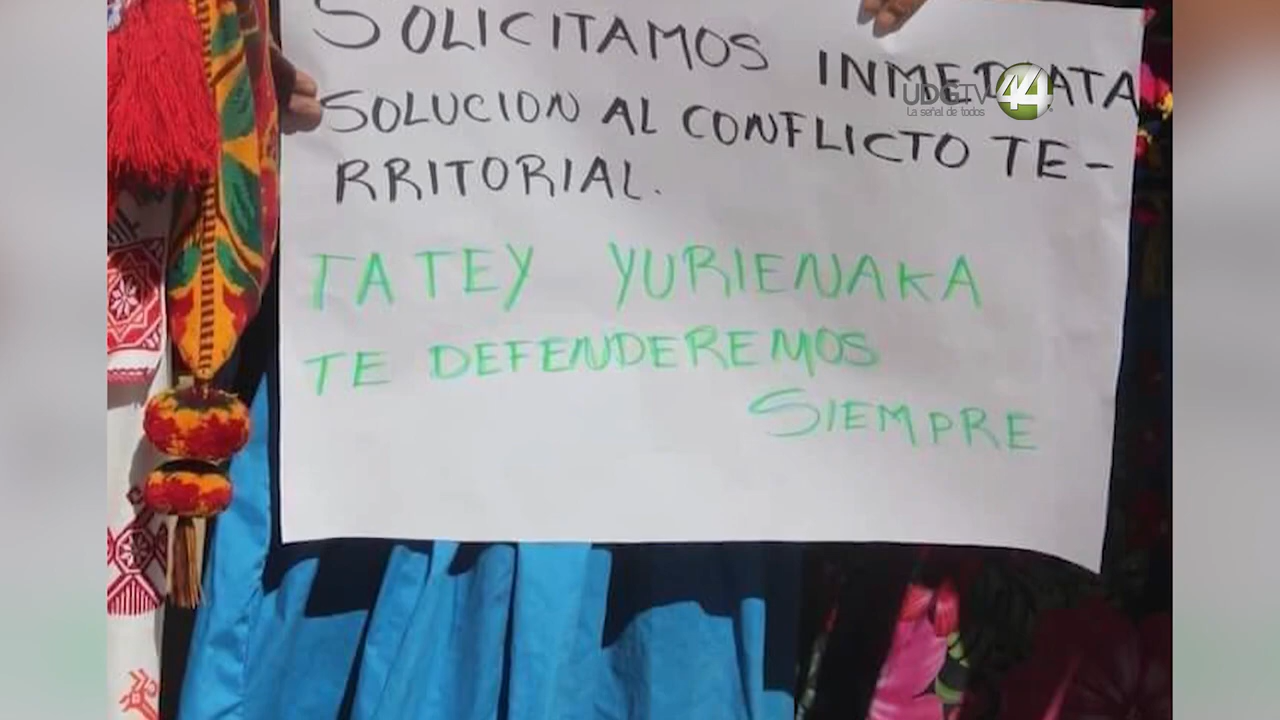 SOLICITAMOS INMEDIATA
SOLUCION AL CONFLICTO TE-
RRITORIAL.
TATEY YURIENAKA
TE DEFENDEREMOS
SIEMPRE
UDGTV 44
La señal de todos